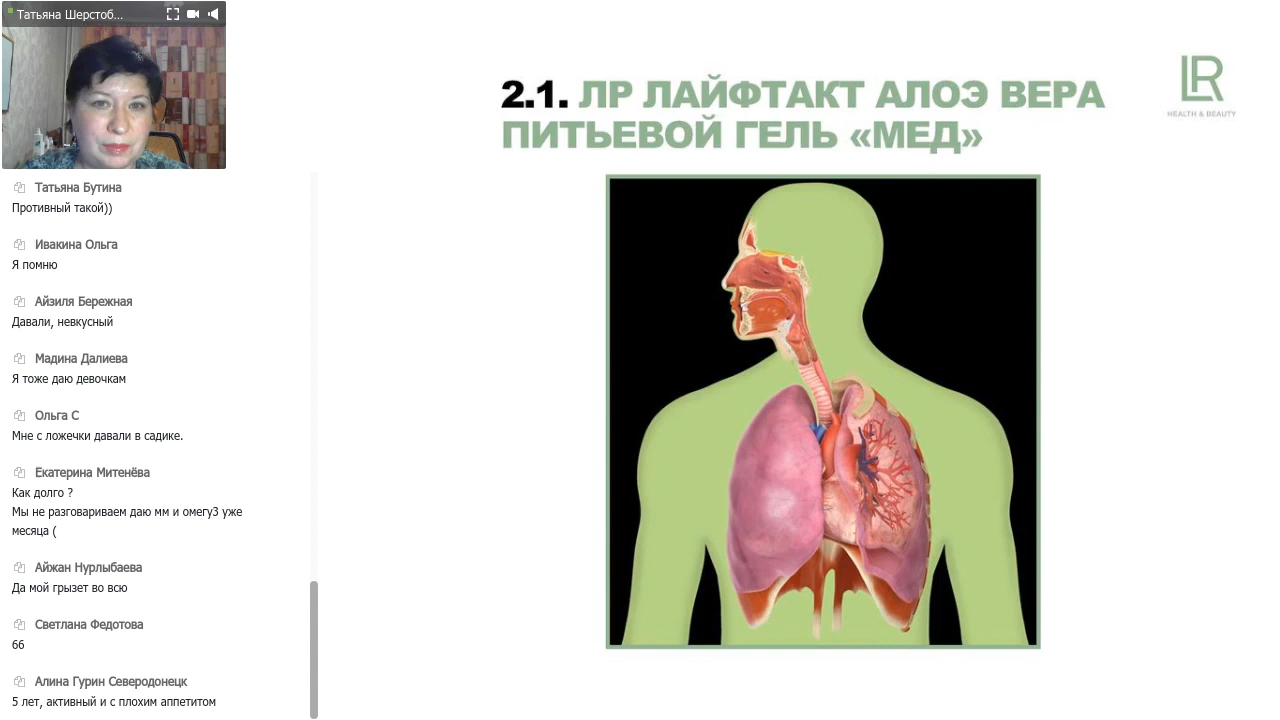 Татьяна Шерстоб...
2.1. ЛР ЛАЙФТАКТ АЛОЭ ВЕРА
ПИТЬЕВОЙ ГЕЛЬ «МЕД»
LR
HEALTH & BEAUTY
Татьяна Бутина
Противный такой))
Ивакина Ольга
Я помню
Айзиля Бережная
Давали, невкусный
Мадина Далиева
Я тоже даю девочкам
Ольга С
Мне с ложечки давали в садике.
Екатерина Митенёва
Как долго ?
Мы не разговариваем даю мм и омегу3 уже
месяца (
Айжан Нурлыбаева
Да мой грызет во всю
Светлана Федотова
66
Алина Гурин Северодонецк
5 лет, активный и с плохим аппетитом